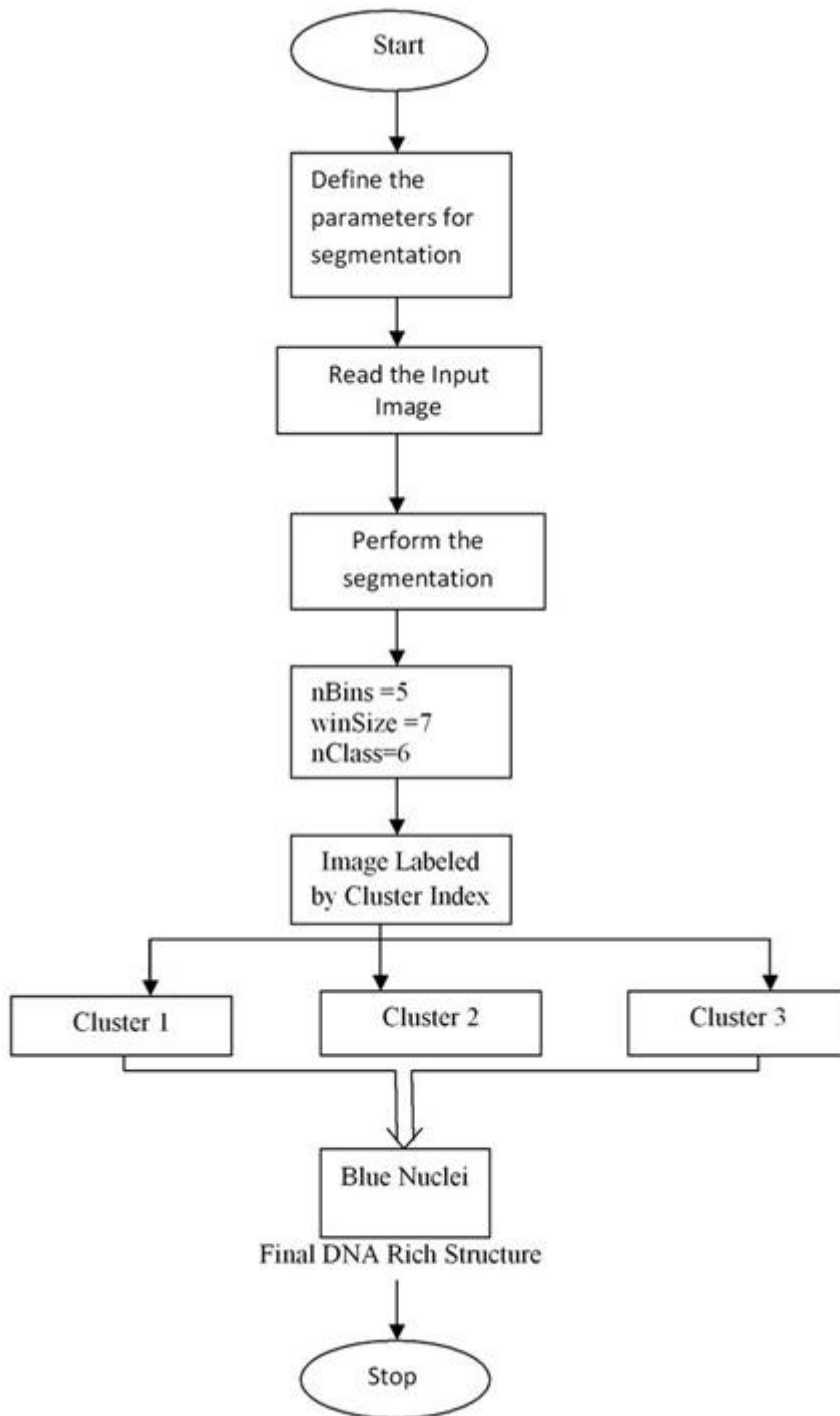 Start
Define the
parameters for
segmentation
Read the Input
Image
Perform the
segmentation
nBins =5
winSize =7
nClass=6
Image Labeled
by Cluster Index
Cluster 1
Cluster 2
Cluster 3
Blue Nuclei
Final DNA Rich Structure
Stop